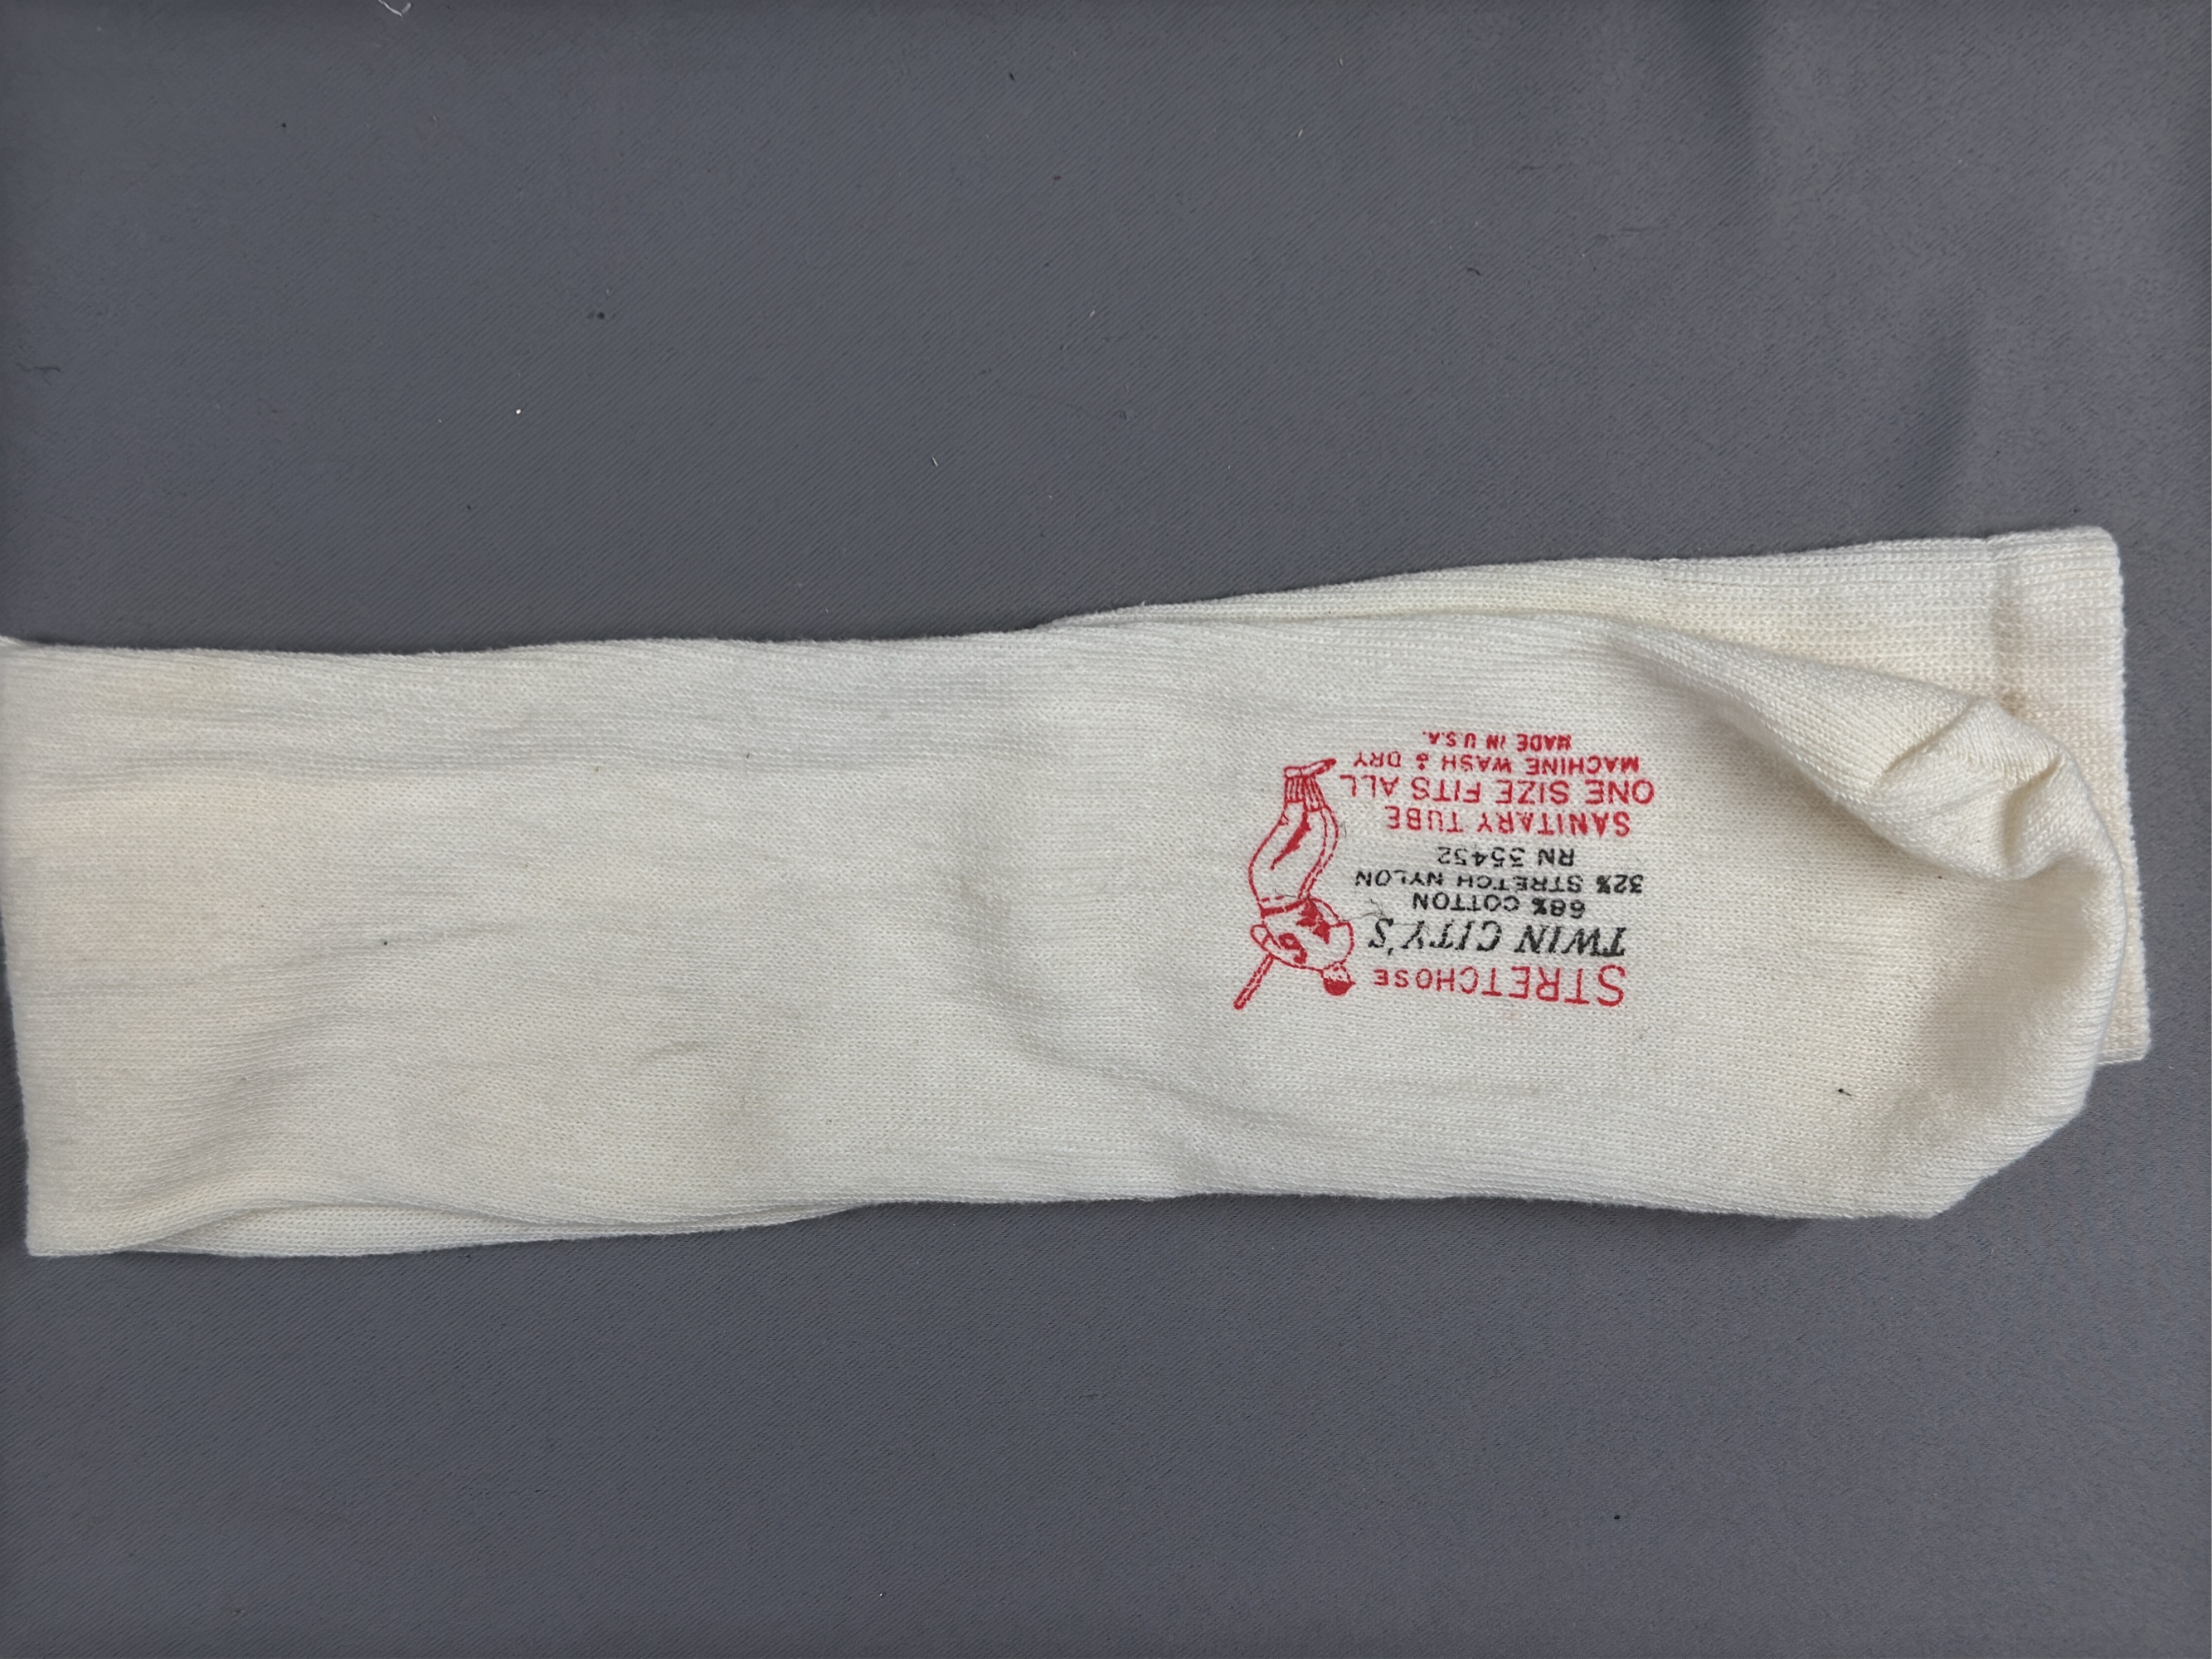 STRETCHOSE
TWIN CITY'S
68% COTTON
32% STRETCH NYLON
RN 35452
SANITARY TUBE
ONE SIZE FITS ALL
MACHINE WASH & DRY
MADE IN U.S.A.